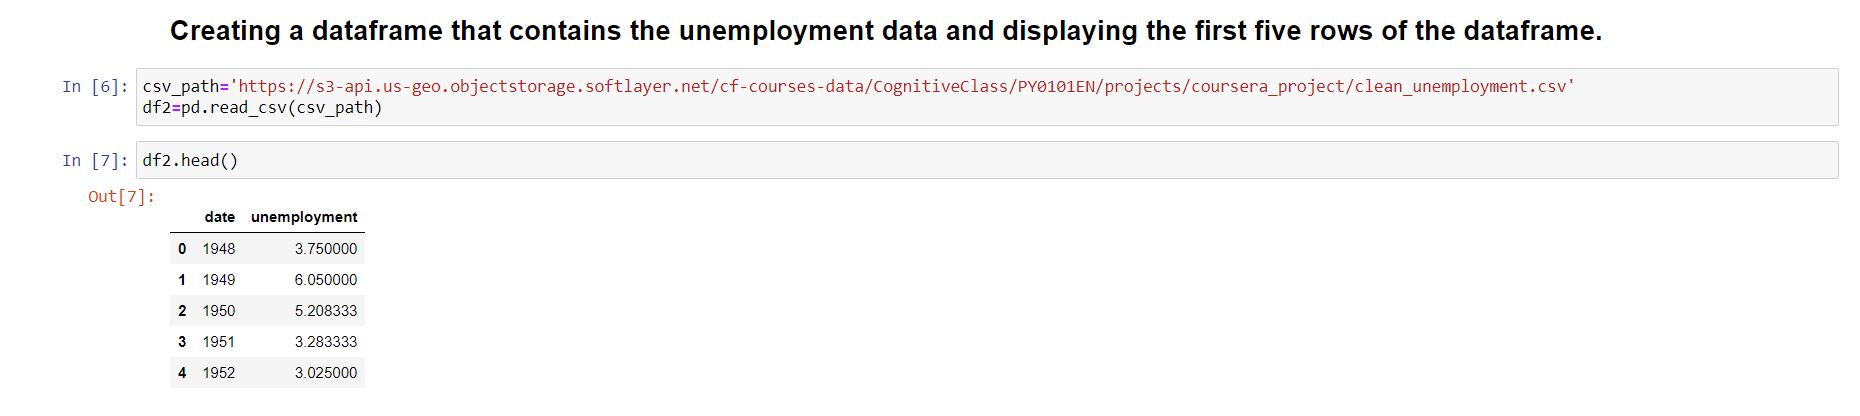 Creating a dataframe that contains the unemployment data and displaying the first five rows of the dataframe.
In [6]: csv_path='https://s3-api.us-geo.objectstorage.softlayer.net/cf-courses-data/CognitiveClass/PY0101EN/projects/coursera_project/clean_unemployment.csv'
df2=pd.read_csv(csv_path)
In [7]: df2.head()
Out[7]:
date unemployment
0 1948 3.750000
1 1949 6.050000
2 1950 5.208333
3 1951 3.283333
4 1952 3.025000